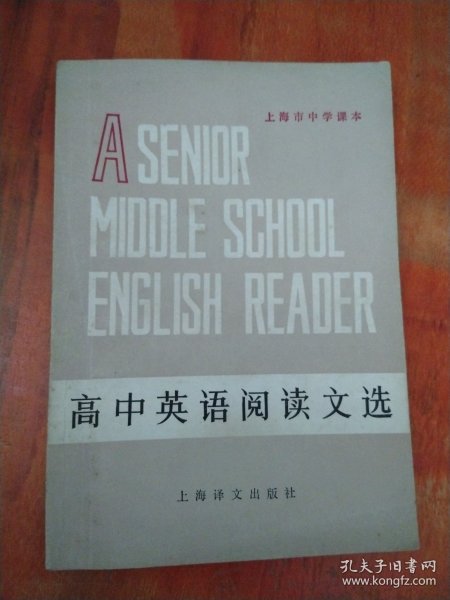 上海市中学课本
A SENIOR
MIDDLE SCHOOL
ENGLISH READER
高中英语阅读文选
上海译文出版社
孔夫子旧书网
www.kongfz.com